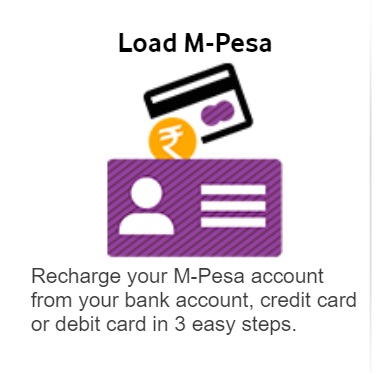 Load M-Pesa
₹
Recharge your M-Pesa account
from your bank account, credit card
or debit card in 3 easy steps.